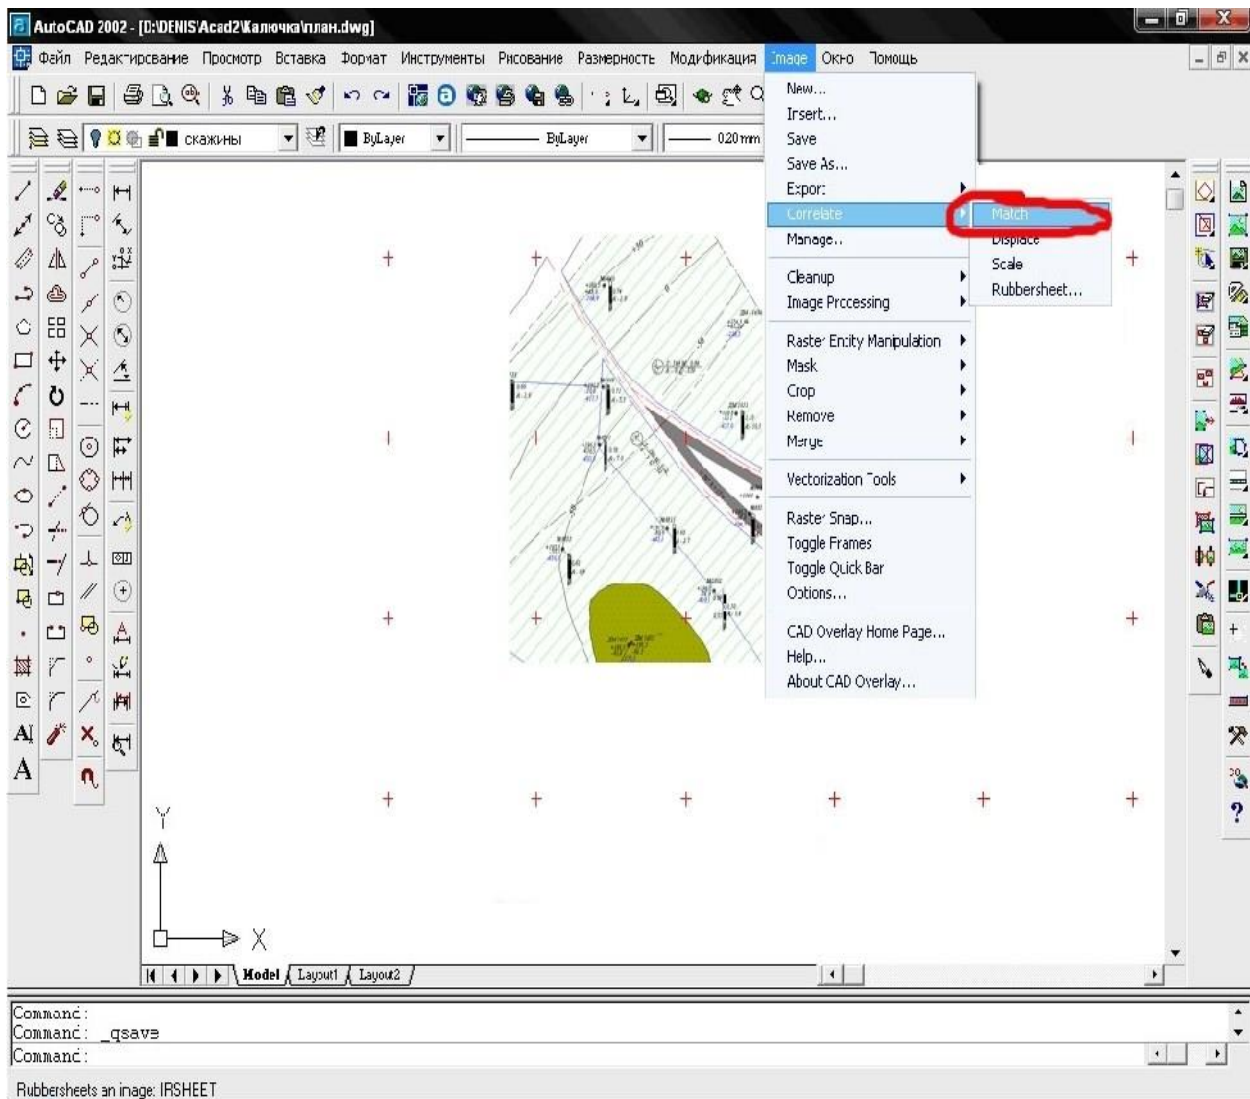 AutoCAD 2002 - [D:\DENIS\Acad2\Калючка\план.dwg]
Файл Редактирование Просмотр Вставка Формат Инструменты Рисование Размерность Модификация Image Окно Помощь
скажины ByLayer ByLayer 0.20 mm
New...
Insert...
Save
Save As...
Export
Correlate
Match
Manage..
Displace
Scale
Cleanup
Rubbersheet...
Image Processing
Raster Entity Manipulation
Mask
Crop
Remove
Merge
Vectorization Tools
Raster Snap...
Toggle Frames
Toggle Quick Bar
Options...
CAD Overlay Home Page...
Help...
About CAD Overlay...
Y
X
Model Layout1 Layout2
Command:
Command: _qsave
Command:
Rubbersheets an image: IRSHEET